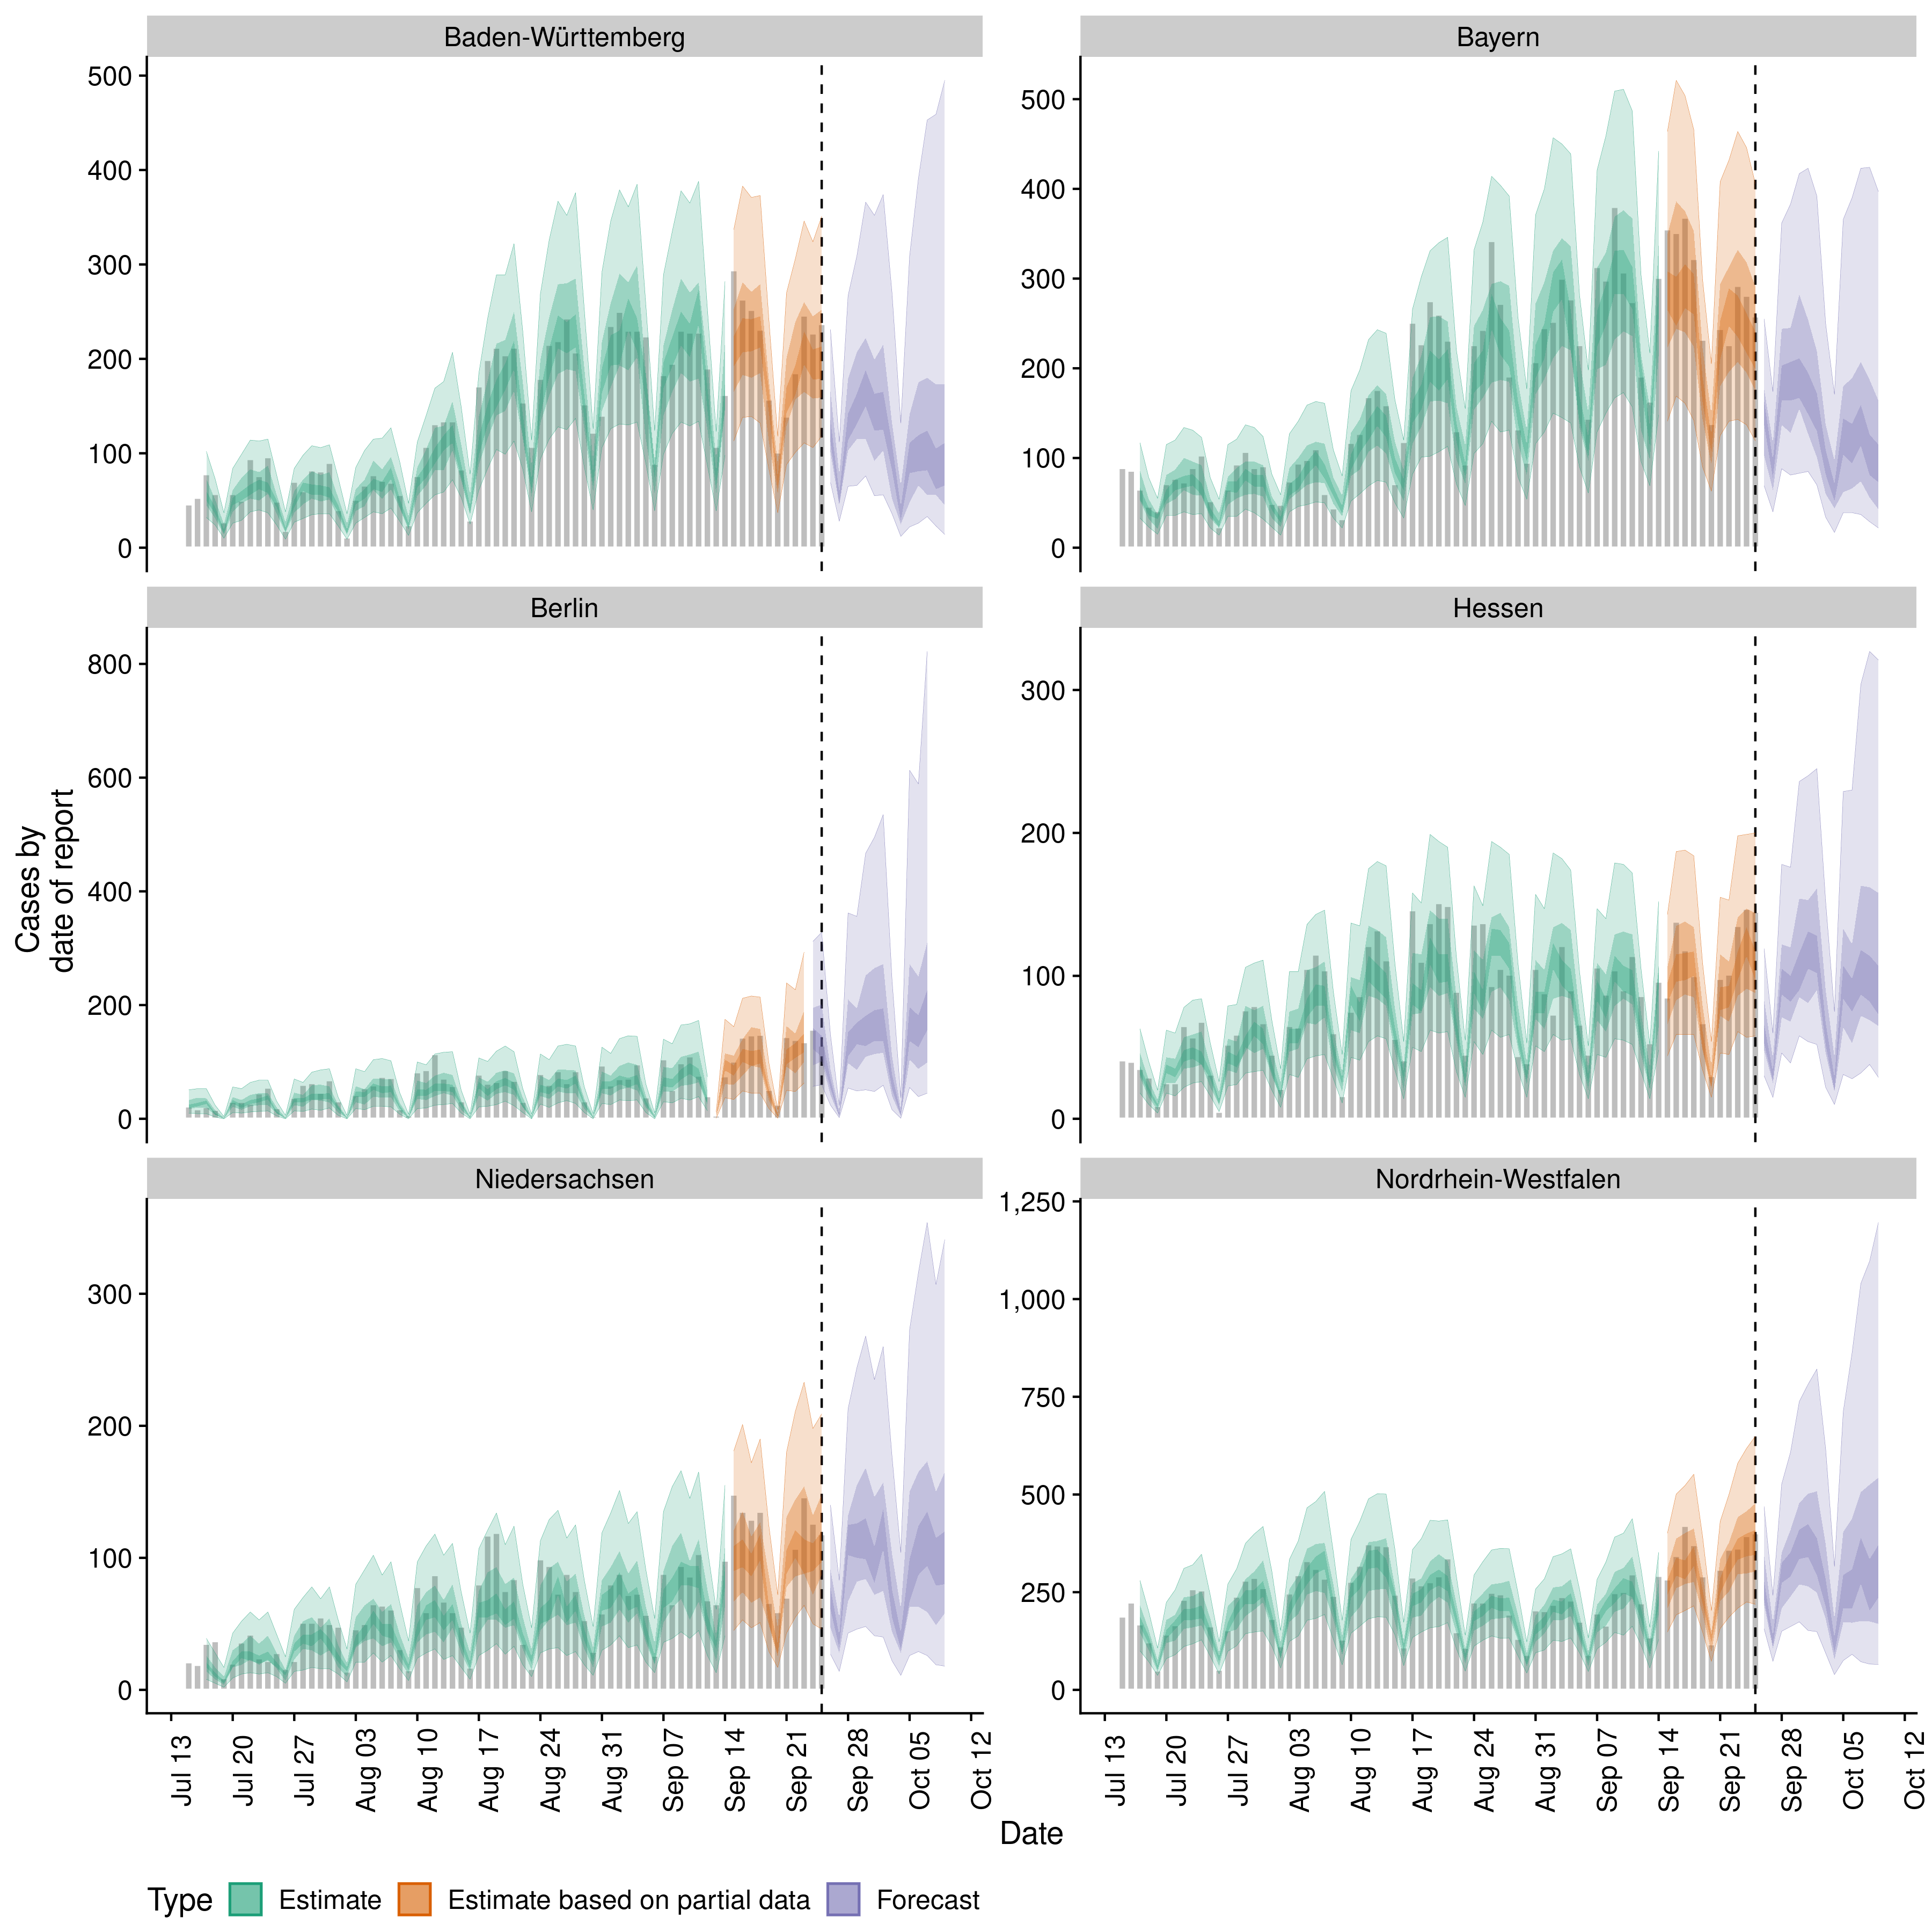 Baden-Württemberg
Bayern
500
400
300
200
100
0
500
400
300
200
100
0
Berlin
Hessen
800
600
400
200
0
300
200
100
0
Cases by
date of report
Niedersachsen
Nordrhein-Westfalen
300
200
100
0
1,250
1,000
750
500
250
0
Jul 13
Jul 20
Jul 27
Aug 03
Aug 10
Aug 17
Aug 24
Aug 31
Sep 07
Sep 14
Sep 21
Sep 28
Oct 05
Oct 12
Jul 13
Jul 20
Jul 27
Aug 03
Aug 10
Aug 17
Aug 24
Aug 31
Sep 07
Sep 14
Sep 21
Sep 28
Oct 05
Oct 12
Date
Type Estimate Estimate based on partial data Forecast